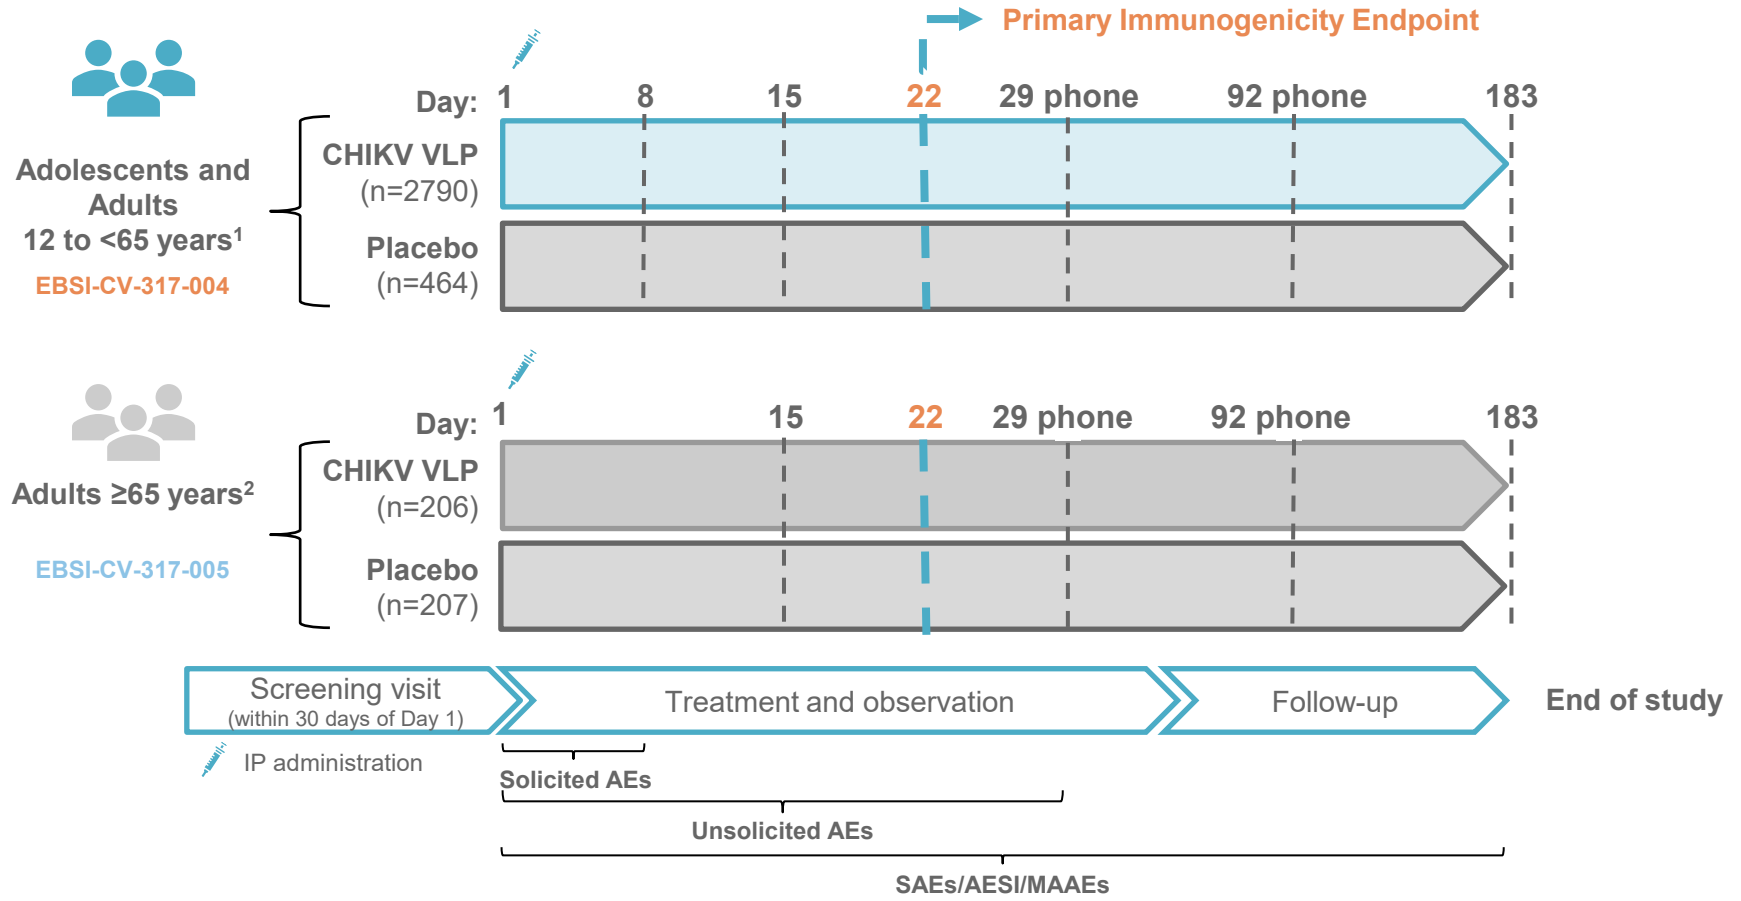 Primary Immunogenicity Endpoint
Day: 1 8 15 22 29 phone 92 phone 183
Adolescents and
Adults
12 to <65 years¹
EBSI-CV-317-004
CHIKV VLP
(n=2790)
Placebo
(n=464)
Day: 1 15 22 29 phone 92 phone 183
Adults ≥65 years²
EBSI-CV-317-005
CHIKV VLP
(n=206)
Placebo
(n=207)
Screening visit
(within 30 days of Day 1)
Treatment and observation
Follow-up
End of study
IP administration
Solicited AEs
Unsolicited AEs
SAEs/AESI/MAAEs